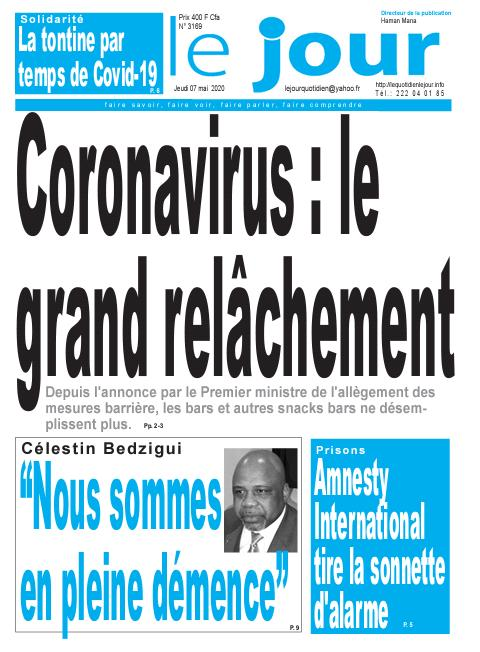 Solidarité
La tontine par
temps de Covid-19
P. 6
Prix 400 F Cfa
N° 3169
le jour
Jeudi 07 mai 2020
lejourquotidien@yahoo.fr
Directeur de la publication
Haman Mana
http://lequotidienlejour.info
Tél.: 222 04 01 85
faire savoir, faire voir, faire parler, faire comprendre
Coronavirus : le
grand relâchement
Depuis l'annonce par le Premier ministre de l'allègement des
mesures barrière, les bars et autres snacks bars ne désem-
plissent plus. Pp. 2-3
Célestin Bedzigui
“Nous sommes
en pleine démence”
P. 9
Prisons
Amnesty
International
tire la sonnette
d'alarme
P. 5